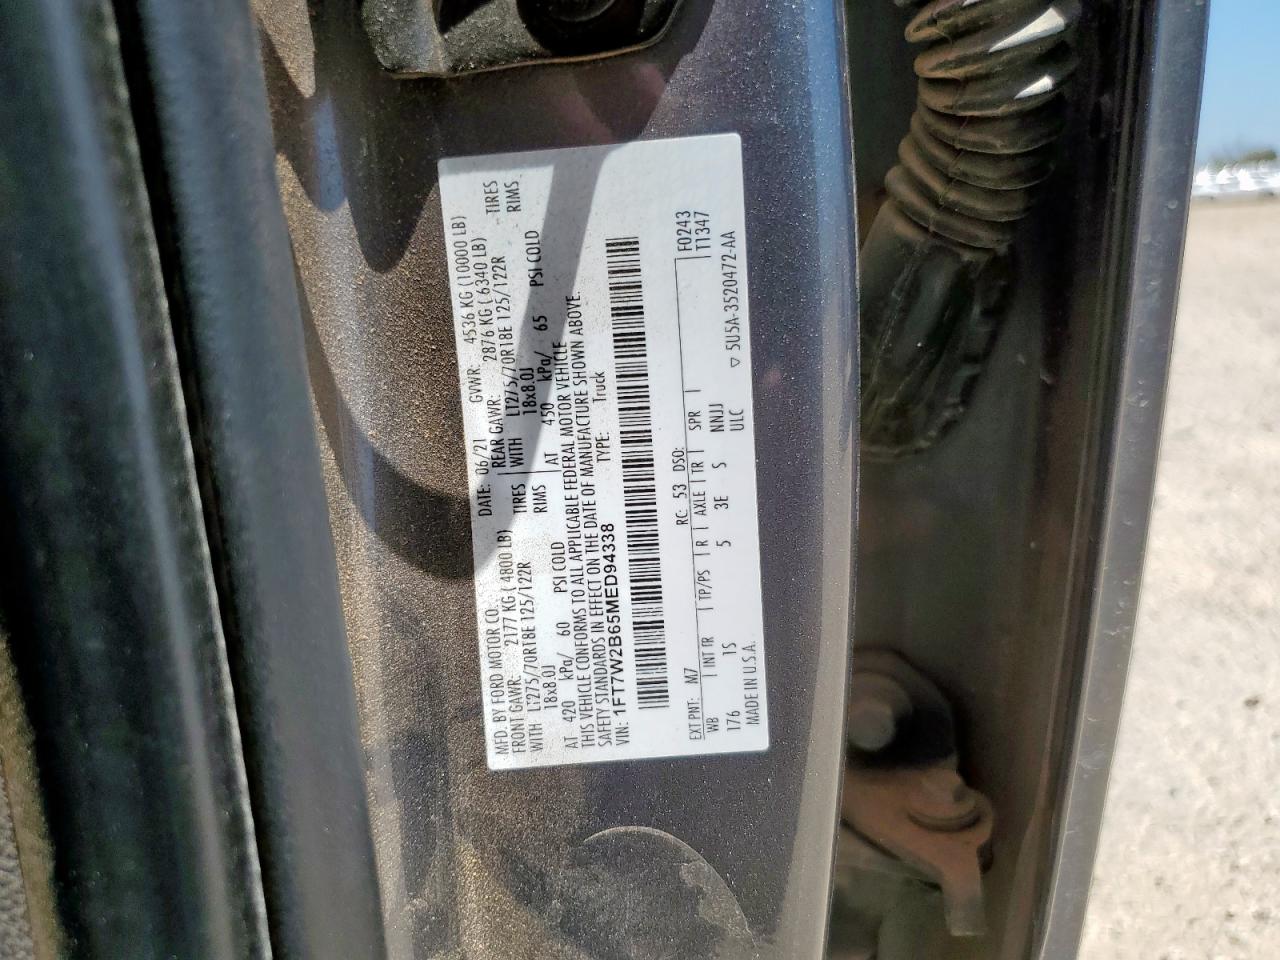 MFD. BY FORD MOTOR CO. DATE: 06/21 GVWR: 4536 KG (10000 LB)
FRONT GAWR: 2177 KG (4800 LB) REAR GAWR: 2876 KG (6340 LB)
WITH LT275/70R18E 125/122R TIRES WITH LT275/70R18E 125/122R TIRES
18x8.0J RIMS 18x8.0J RIMS
AT 420 kPa/ 60 PSI COLD AT 450 kPa/ 65 PSI COLD
THIS VEHICLE CONFORMS TO ALL APPLICABLE FEDERAL MOTOR VEHICLE
SAFETY STANDARDS IN EFFECT ON THE DATE OF MANUFACTURE SHOWN ABOVE.
VIN: 1FT7W2B65MED94338 TYPE: Truck
F0243
EXT PNT: M7 RC: 53 DSO: T1347
WB INT TR TP/PS R AXLE TR SPR
176 1S 5 3E S NNJJ
MADE IN U.S.A. ULC ▽ 5U5A-3520472-AA